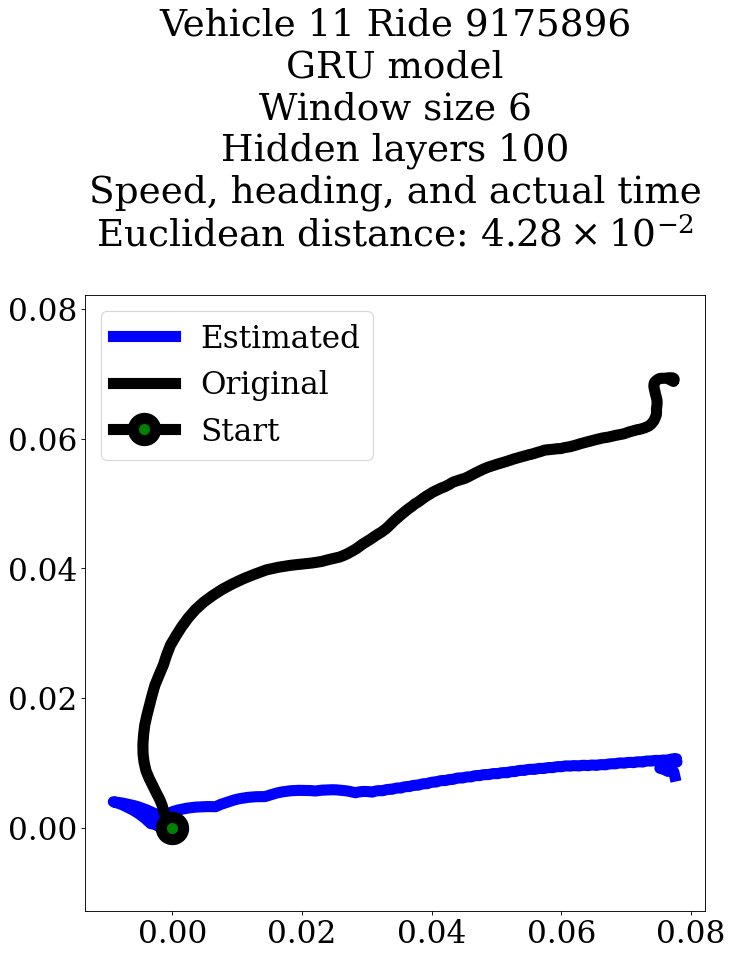 Vehicle 11 Ride 9175896
GRU model
Window size 6
Hidden layers 100
Speed, heading, and actual time
Euclidean distance: 4.28 × 10⁻²
Estimated
Original
Start
0.08
0.06
0.04
0.02
0.00
0.00 0.02 0.04 0.06 0.08